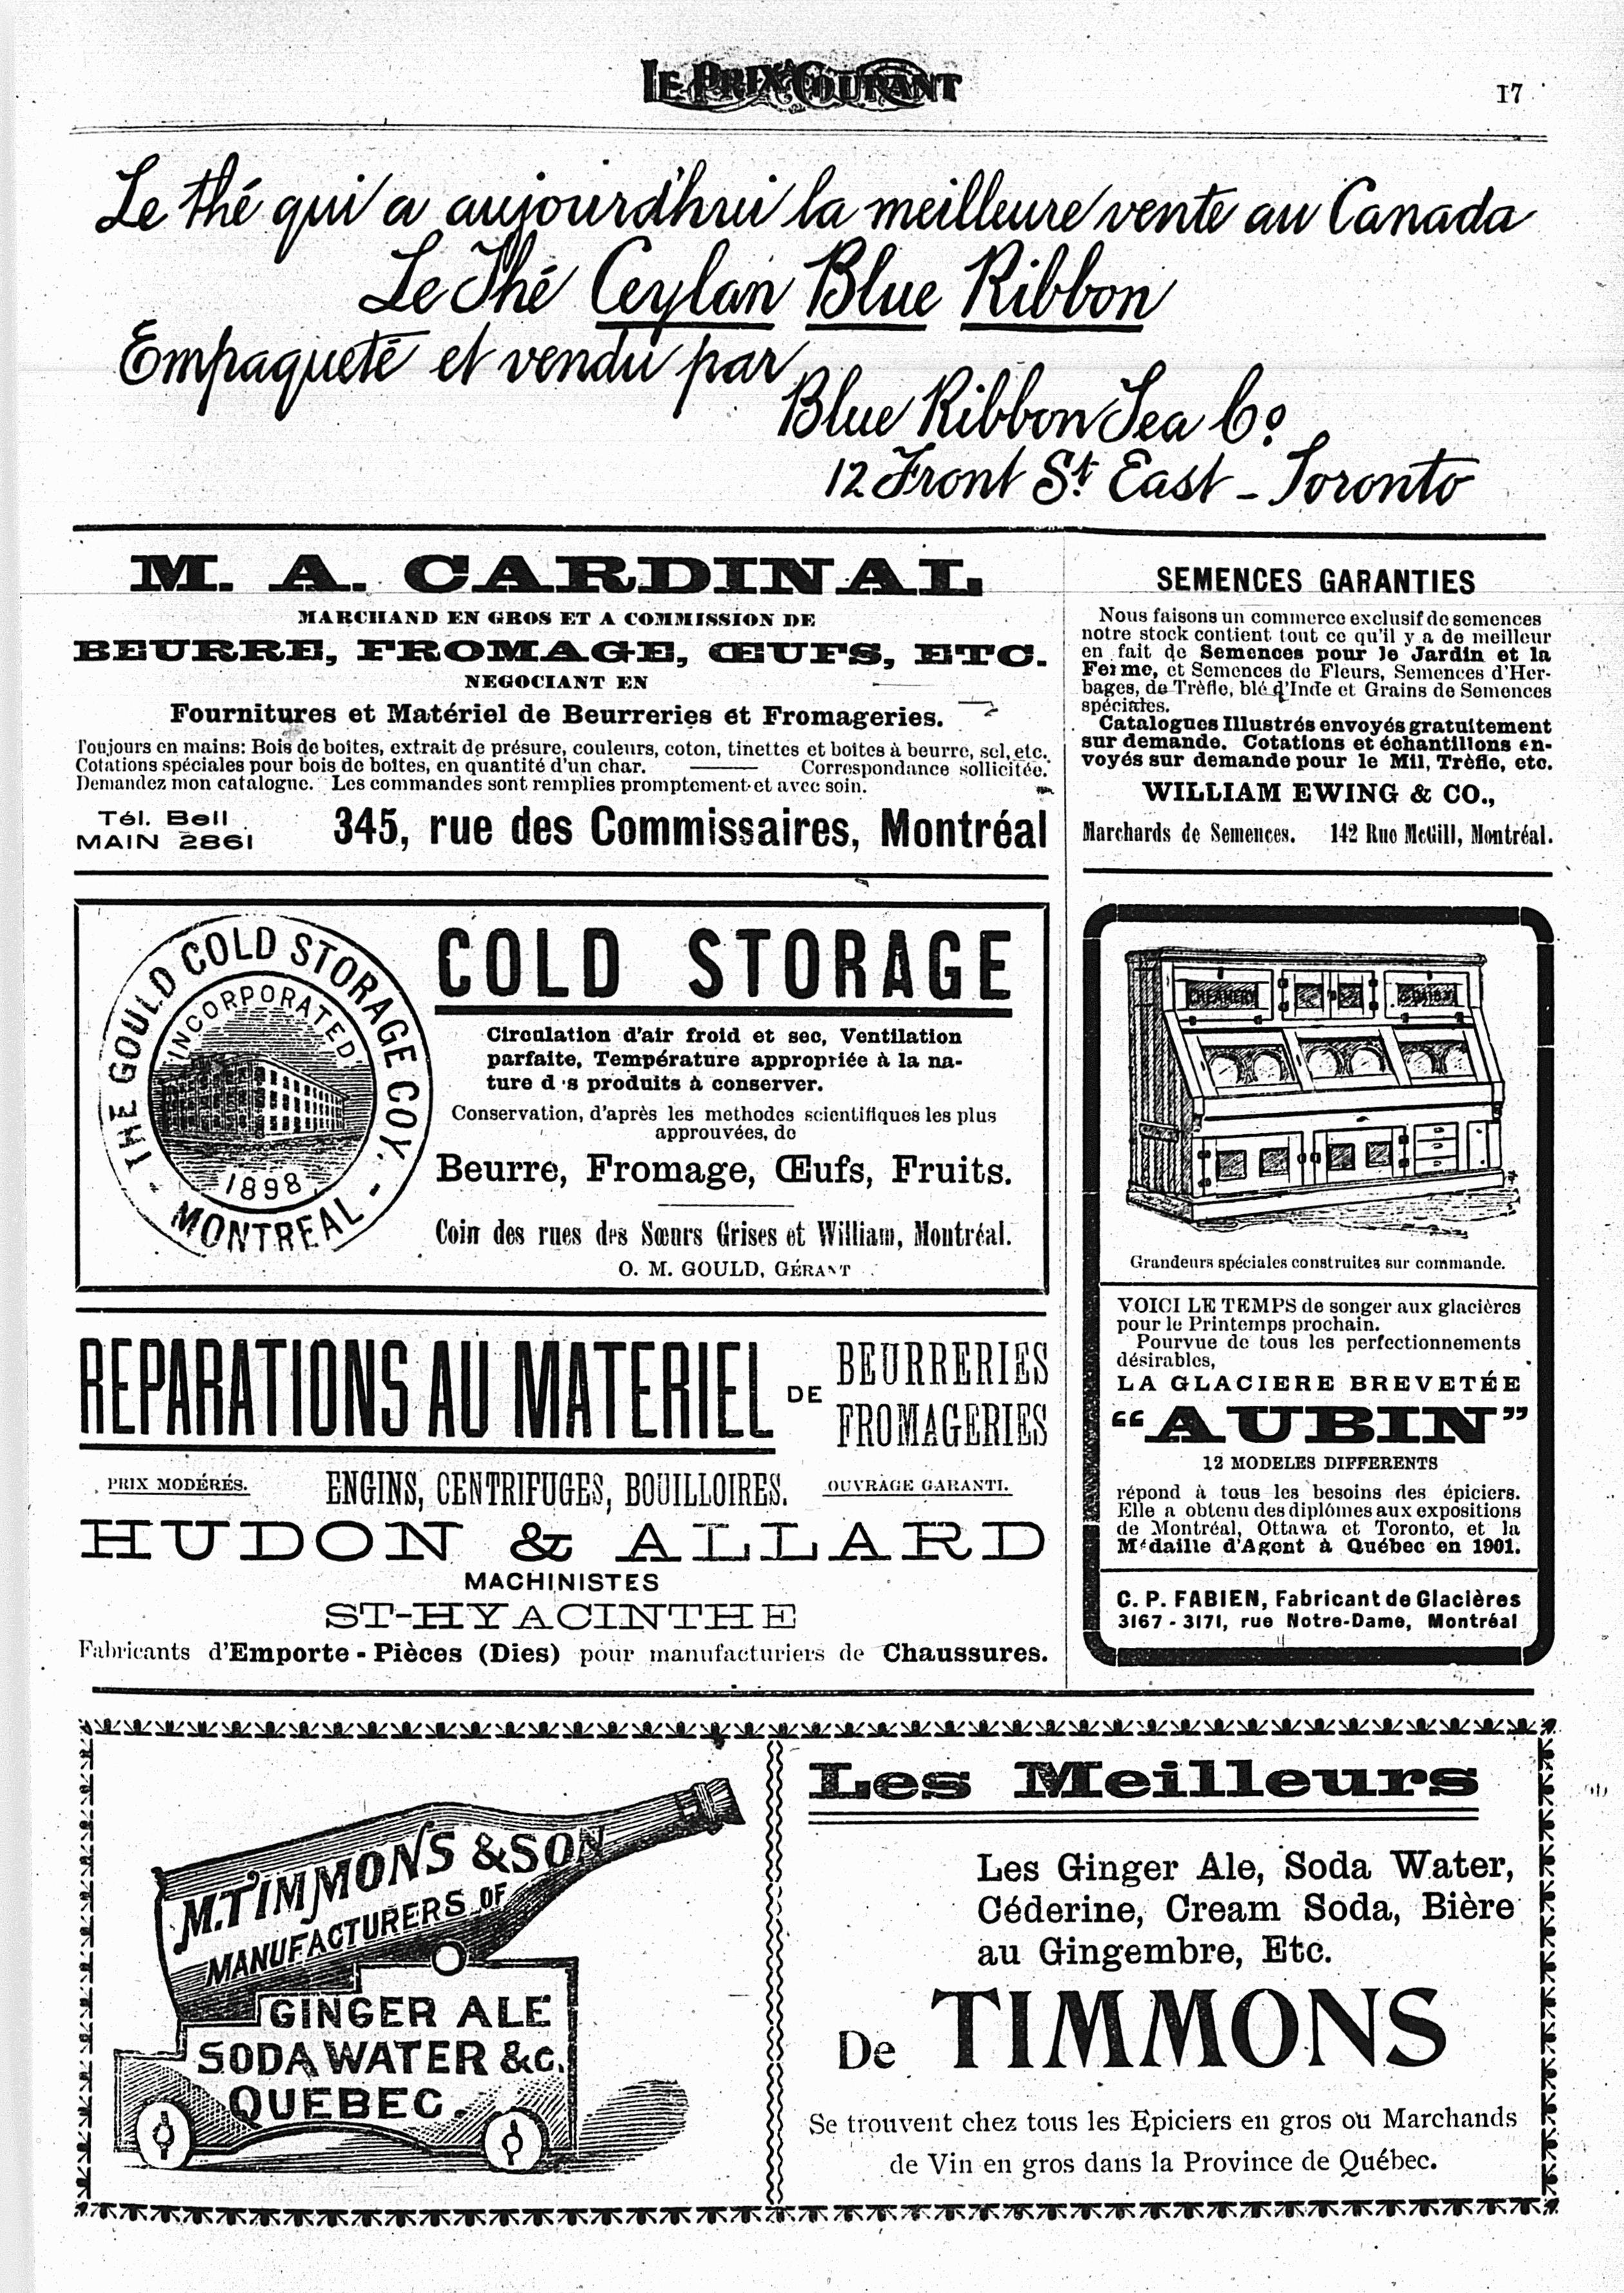 LE PRIX COURANT
17
Le thé qui a aujourd'hui la meilleure vente au Canada
Le Thé Ceylan Blue Ribbon
Empaqueté et vendu par
Blue Ribbon Tea Co
12 Front St. East - Toronto
M. A. CARDINAL
MARCHAND EN GROS ET A COMMISSION DE
BEURRE, FROMAGE, ŒUFS, ETC.
NEGOCIANT EN
Fournitures et Matériel de Beurreries et Fromageries.
Toujours en mains: Bois de boites, extrait de présure, couleurs, coton, tinettes et boites à beurre, sel, etc.
Cotations spéciales pour bois de boîtes, en quantité d'un char. Correspondance sollicitée.
Demandez mon catalogue. Les commandes sont remplies promptement et avec soin.
Tél. Bell
MAIN 2861
345, rue des Commissaires, Montréal
SEMENCES GARANTIES
Nous faisons un commerce exclusif de semences
notre stock contient tout ce qu'il y a de meilleur
en fait de Semences pour le Jardin et la
Ferme, et Semences de Fleurs, Semences d'Her-
bages, de Trèfle, blé d'Inde et Grains de Semences
spéciales.
Catalogues Illustrés envoyés gratuitement
sur demande. Cotations et échantillons en-
voyés sur demande pour le Mil, Trèfle, etc.
WILLIAM EWING & CO.,
Marchards de Semences. 142 Rue McGill, Montréal.
THE GOULD COLD STORAGE COY.
INCORPORATED
1898
- MONTREAL -
COLD STORAGE
Circulation d'air froid et sec, Ventilation
parfaite, Température appropriée à la na-
ture d s produits à conserver.
Conservation, d'après les methodes scientifiques les plus
approuvées, de
Beurre, Fromage, Œufs, Fruits.
Coin des rues des Sœurs Grises et William, Montréal.
O. M. GOULD, GÉRANT
REPARATIONS AU MATERIEL
DE
BEURRERIES
FROMAGERIES
PRIX MODÉRÉS.
ENGINS, CENTRIFUGES, BOUILLOIRES.
OUVRAGE GARANTI.
HUDON & ALLARD
MACHINISTES
ST-HYACINTHE
Fabricants d'Emporte-Pièces (Dies) pour manufacturiers de Chaussures.
CREAMERY
DAIRY
Grandeurs spéciales construites sur commande.
VOICI LE TEMPS de songer aux glacières
pour le Printemps prochain.
Pourvue de tous les perfectionnements
désirables,
LA GLACIERE BREVETÉE
“AUBIN”
12 MODELES DIFFERENTS
répond à tous les besoins des épiciers.
Elle a obtenu des diplômes aux expositions
de Montréal, Ottawa et Toronto, et la
Médaille d'Agent à Québec en 1901.
C. P. FABIEN, Fabricant de Glacières
3167 - 3171, rue Notre-Dame, Montréal
M. TIMMONS & SON
MANUFACTURERS OF
GINGER ALE
SODA WATER &c.
QUEBEC.
Les Meilleurs
Les Ginger Ale, Soda Water,
Céderine, Cream Soda, Bière
au Gingembre, Etc.
De TIMMONS
Se trouvent chez tous les Epiciers en gros ou Marchands
de Vin en gros dans la Province de Québec.